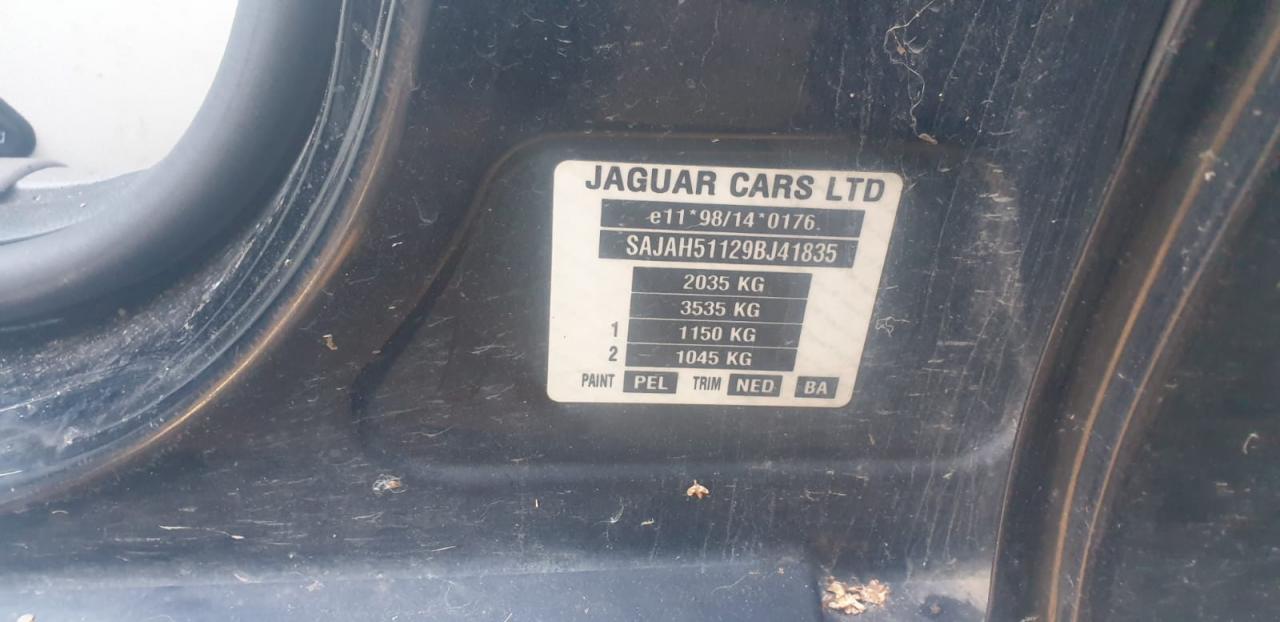 JAGUAR CARS LTD
e11*98/14*0176
SAJAH51129BJ41835
2035 KG
3535 KG
1 1150 KG
2 1045 KG
PAINT PEL TRIM NED BA